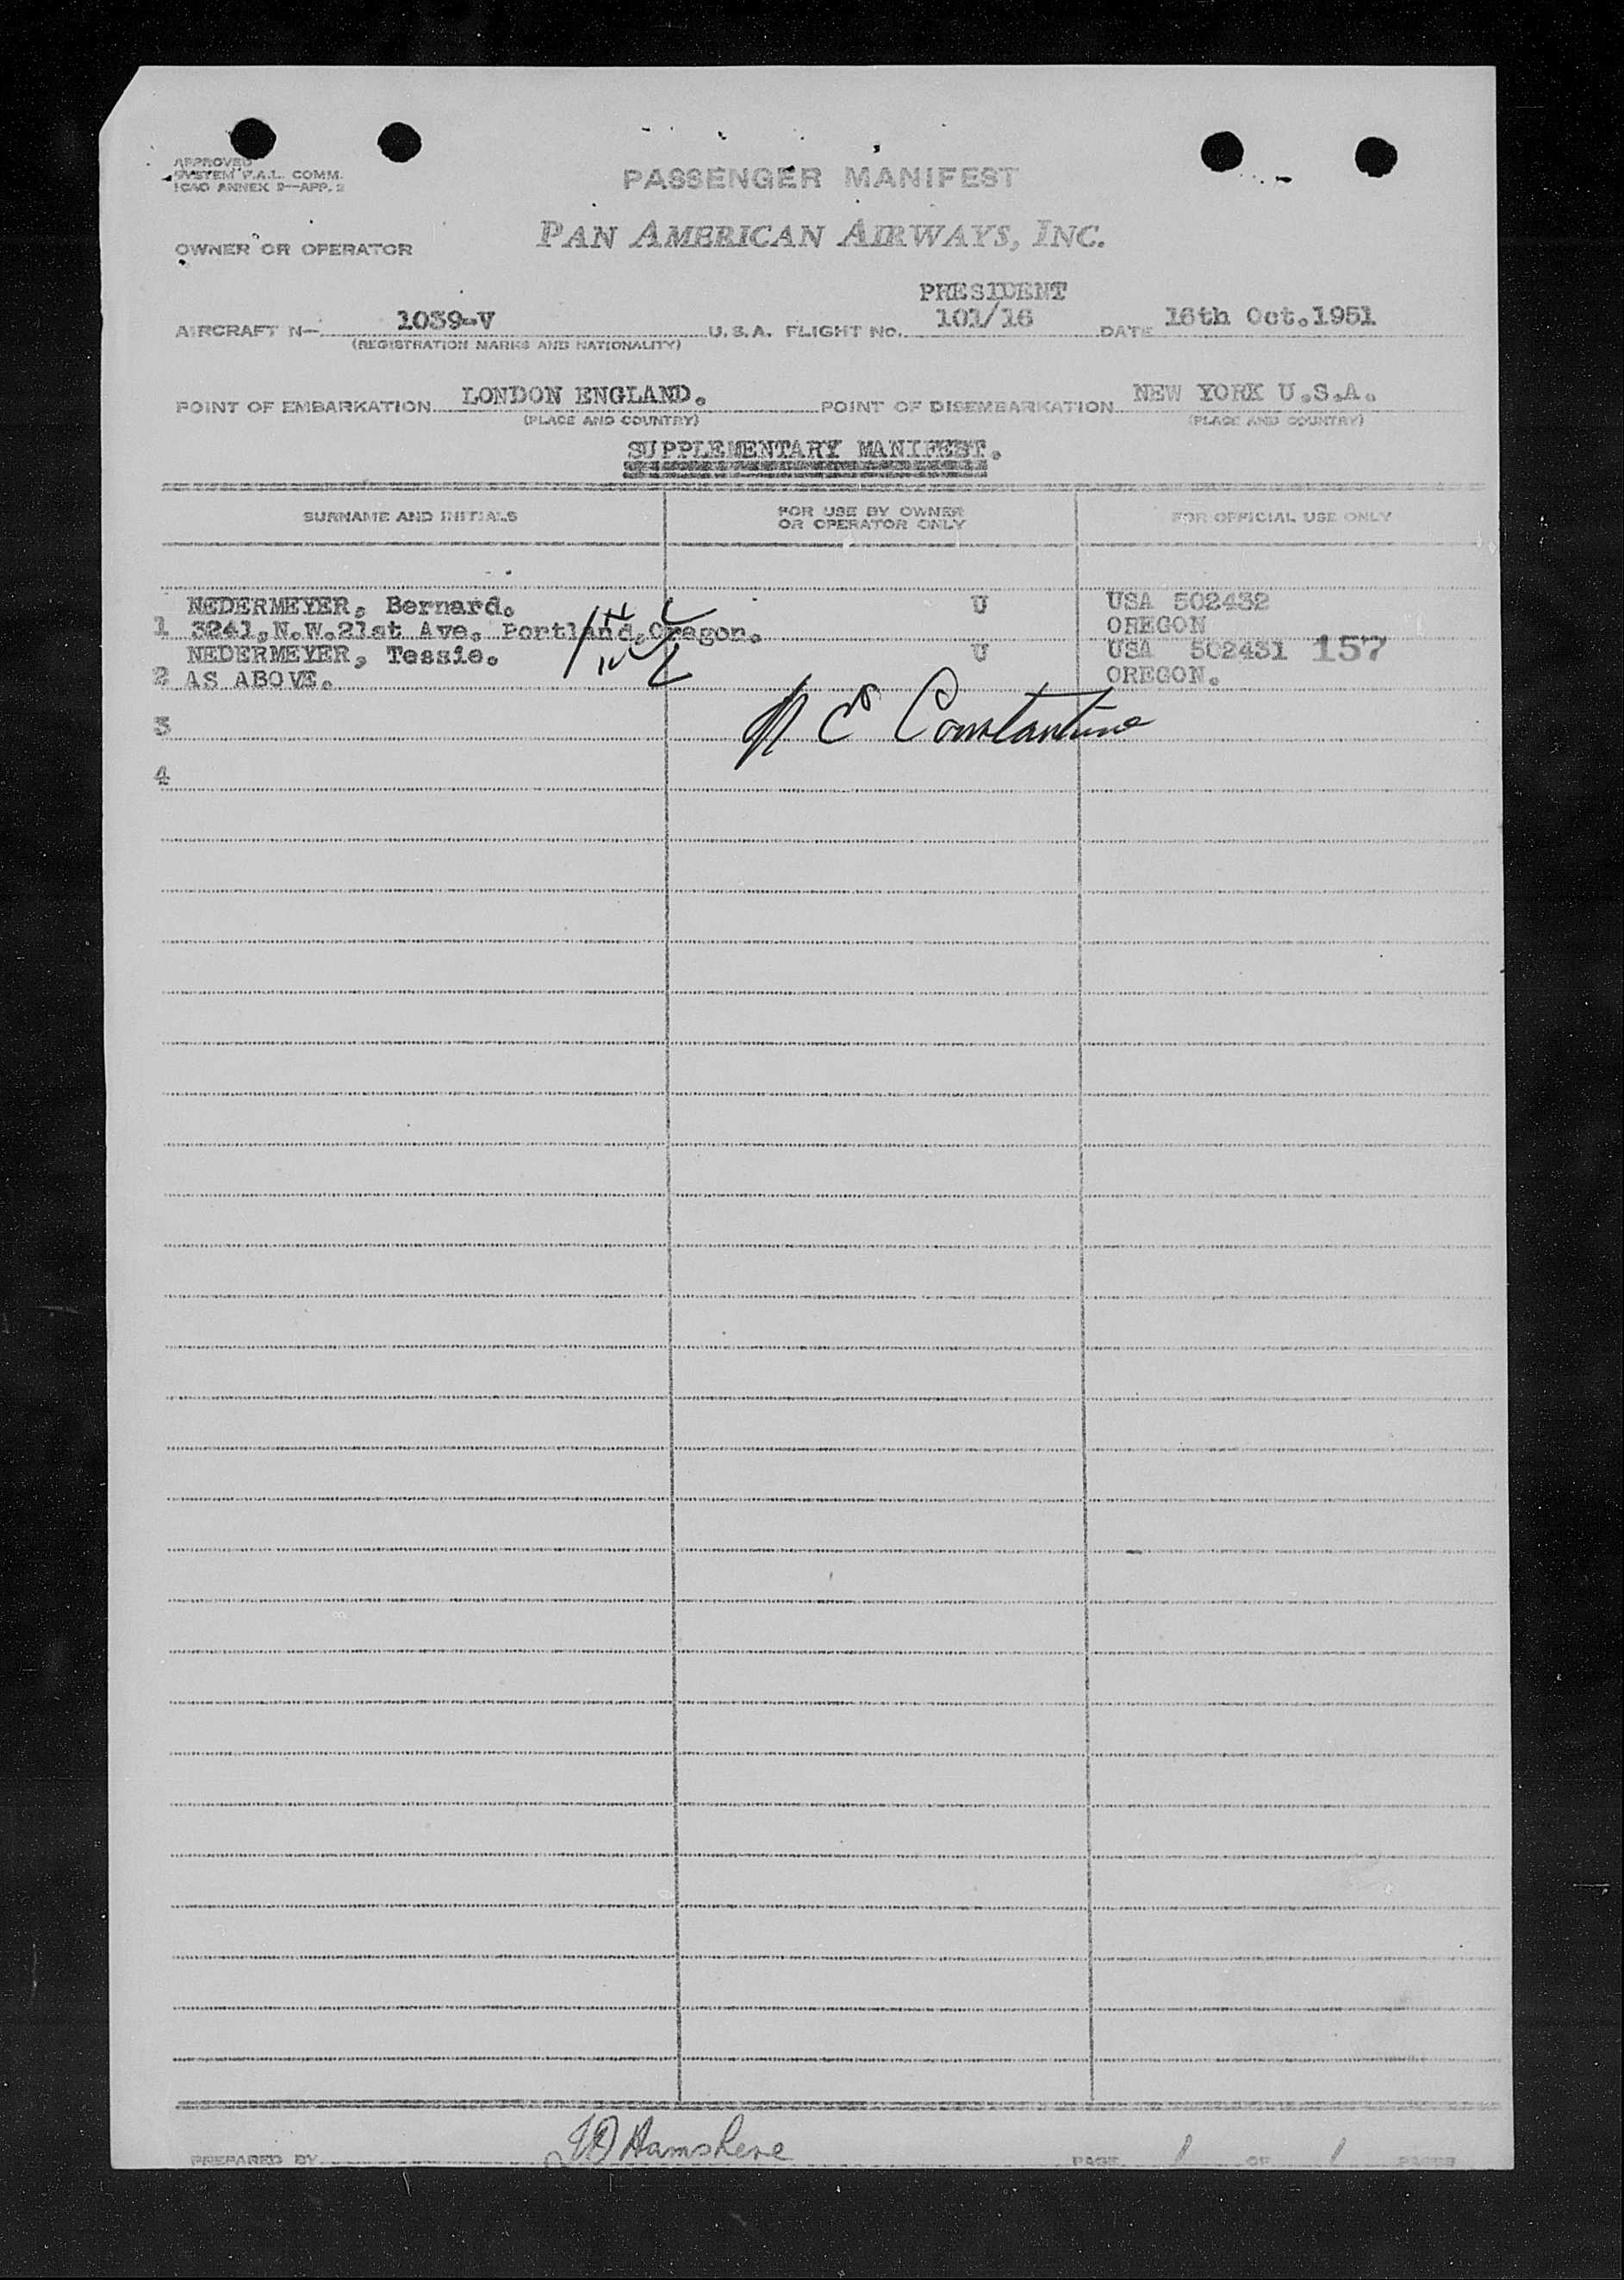 APPROVED
SYSTEM F.A.L. COMM.
ICAO ANNEX 9—APP. 2
PASSENGER MANIFEST
PAN AMERICAN AIRWAYS, INC.
OWNER OR OPERATOR
PRESIDENT
AIRCRAFT N— 1039-V U.S.A. FLIGHT NO. 101/16 DATE 16th Oct.1951
(REGISTRATION MARKS AND NATIONALITY)
POINT OF EMBARKATION LONDON ENGLAND. POINT OF DISEMBARKATION NEW YORK U.S.A.
(PLACE AND COUNTRY) (PLACE AND COUNTRY)
SUPPLEMENTARY MANIFEST.
SURNAME AND INITIALS FOR USE BY OWNER OR OPERATOR ONLY FOR OFFICIAL USE ONLY
NEDERMEYER, Bernard. U USA 502432
1 3241,N.W.21st Ave. Portland,Oregon. OREGON
NEDERMEYER, Tessie. U USA 502431 157
2 AS ABOVE. OREGON.
3 Constantine
4
PREPARED BY Hamshere PAGE 1 OF 1 PAGES